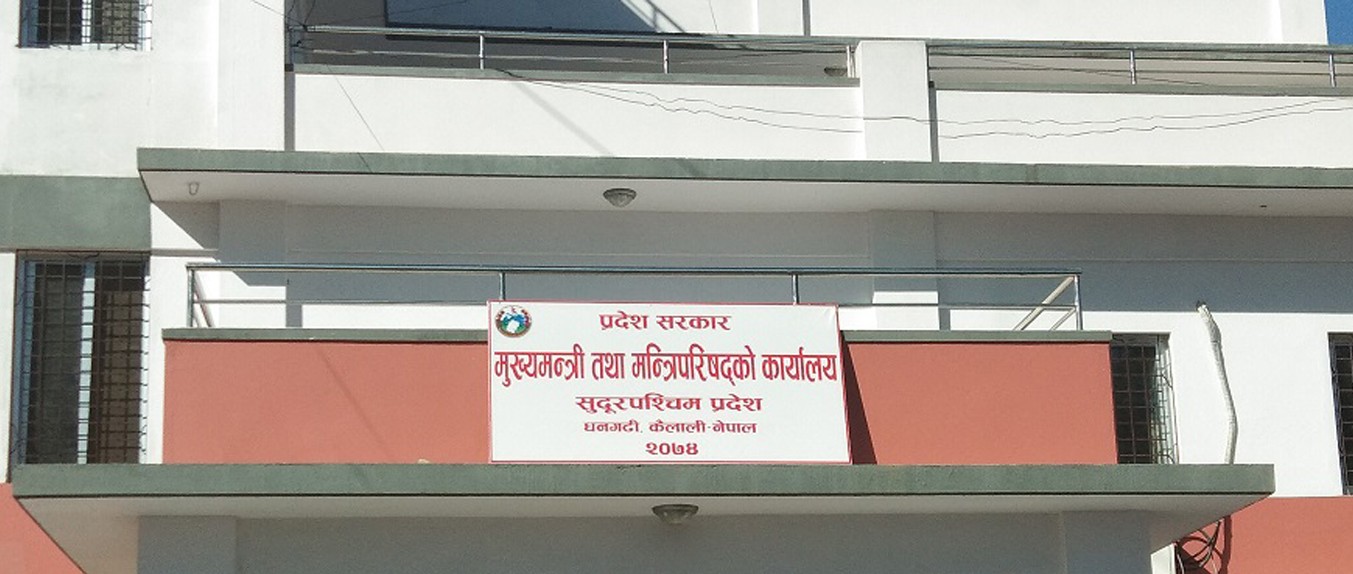 प्रदेश सरकार
मुख्यमन्त्री तथा मन्त्रिपरिषद्को कार्यालय
सुदूरपश्चिम प्रदेश
धनगढी, कैलाली-नेपाल
२०७४